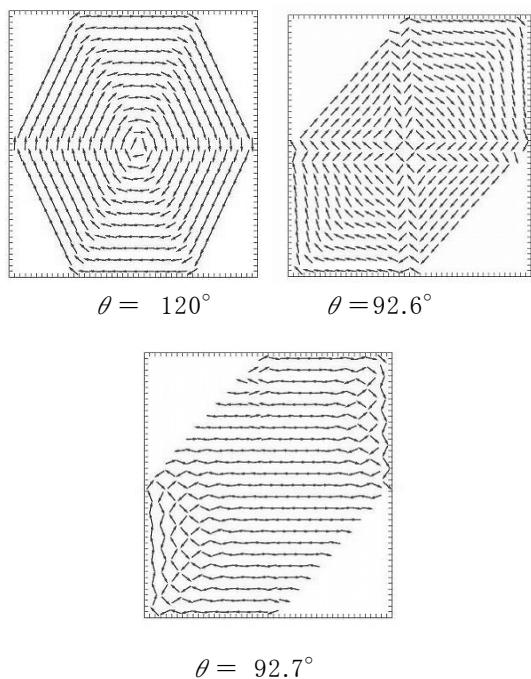 θ = 120°
θ =92.6°
θ = 92.7°